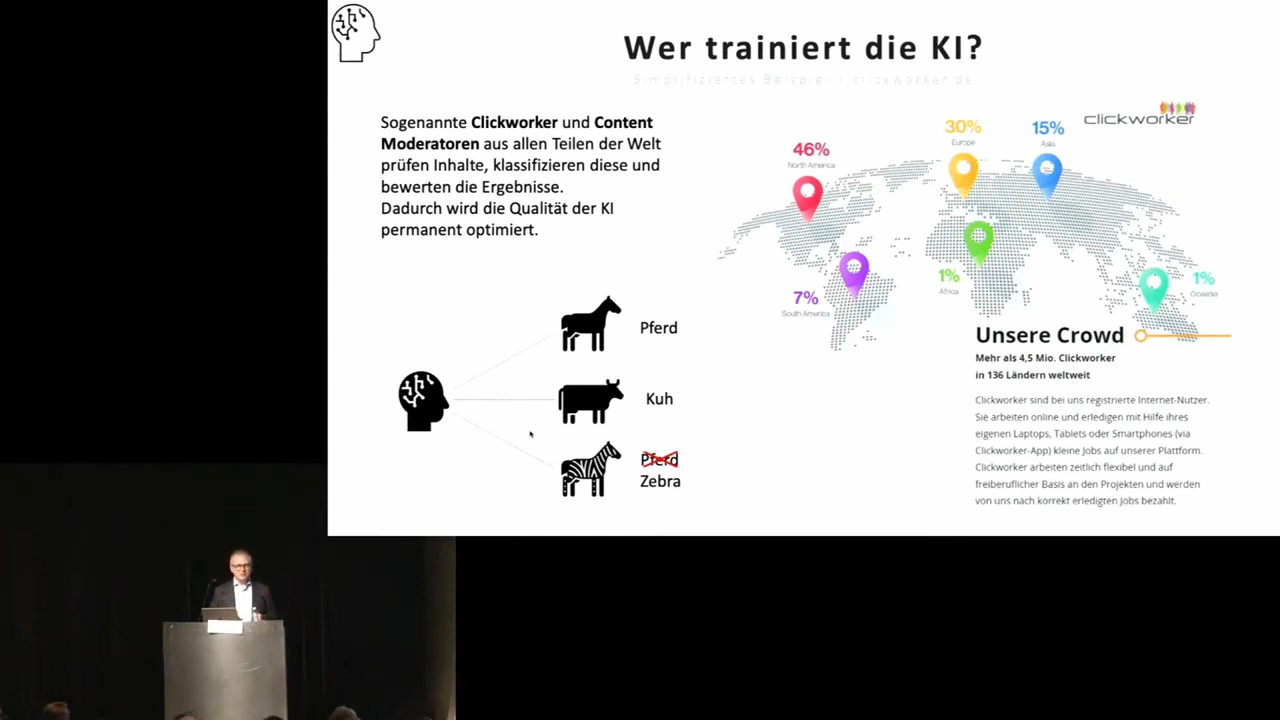 Wer trainiert die KI?
Simplifiziertes Beispiel | clickworker.de
Sogenannte Clickworker und Content
Moderatoren aus allen Teilen der Welt
prüfen Inhalte, klassifizieren diese und
bewerten die Ergebnisse.
Dadurch wird die Qualität der KI
permanent optimiert.
Pferd
Kuh
Pferd
Zebra
clickworker
46%
North America
30%
Europe
15%
Asia
7%
South America
1%
Africa
1%
Oceania
Unsere Crowd
Mehr als 4,5 Mio. Clickworker
in 136 Ländern weltweit
Clickworker sind bei uns registrierte Internet-Nutzer.
Sie arbeiten online und erledigen mit Hilfe ihres
eigenen Laptops, Tablets oder Smartphones (via
Clickworker-App) kleine Jobs auf unserer Plattform.
Clickworker arbeiten zeitlich flexibel und auf
freiberuflicher Basis an den Projekten und werden
von uns nach korrekt erledigten Jobs bezahlt.